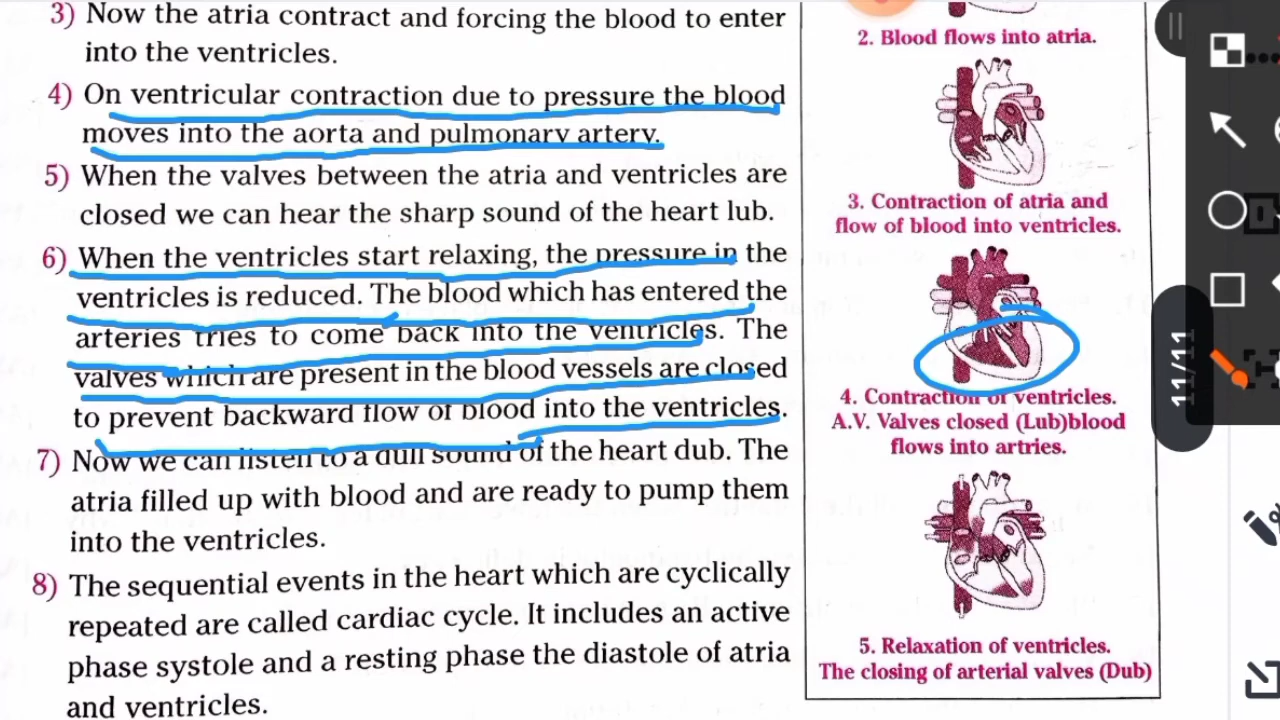 3) Now the atria contract and forcing the blood to enter
into the ventricles.
4) On ventricular contraction due to pressure the blood
moves into the aorta and pulmonary artery.
5) When the valves between the atria and ventricles are
closed we can hear the sharp sound of the heart lub.
6) When the ventricles start relaxing, the pressure in the
ventricles is reduced. The blood which has entered the
arteries tries to come back into the ventricles. The
valves which are present in the blood vessels are closed
to prevent backward flow of blood into the ventricles.
7) Now we can listen to a dull sound of the heart dub. The
atria filled up with blood and are ready to pump them
into the ventricles.
8) The sequential events in the heart which are cyclically
repeated are called cardiac cycle. It includes an active
phase systole and a resting phase the diastole of atria
and ventricles.
2. Blood flows into atria.
3. Contraction of atria and
flow of blood into ventricles.
4. Contraction of ventricles.
A.V. Valves closed (Lub)blood
flows into artries.
5. Relaxation of ventricles.
The closing of arterial valves (Dub)
11/11